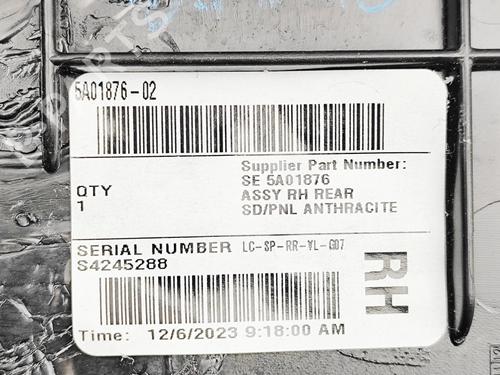 5A01876-02
Supplier Part Number:
SE 5A01876
QTY
ASSY RH REAR
1
SD/PNL ANTHRACITE
SERIAL NUMBER LC-SP-RR-YL-G07
S4245288
RH
Time: 12/6/2023 9:18:00 AM